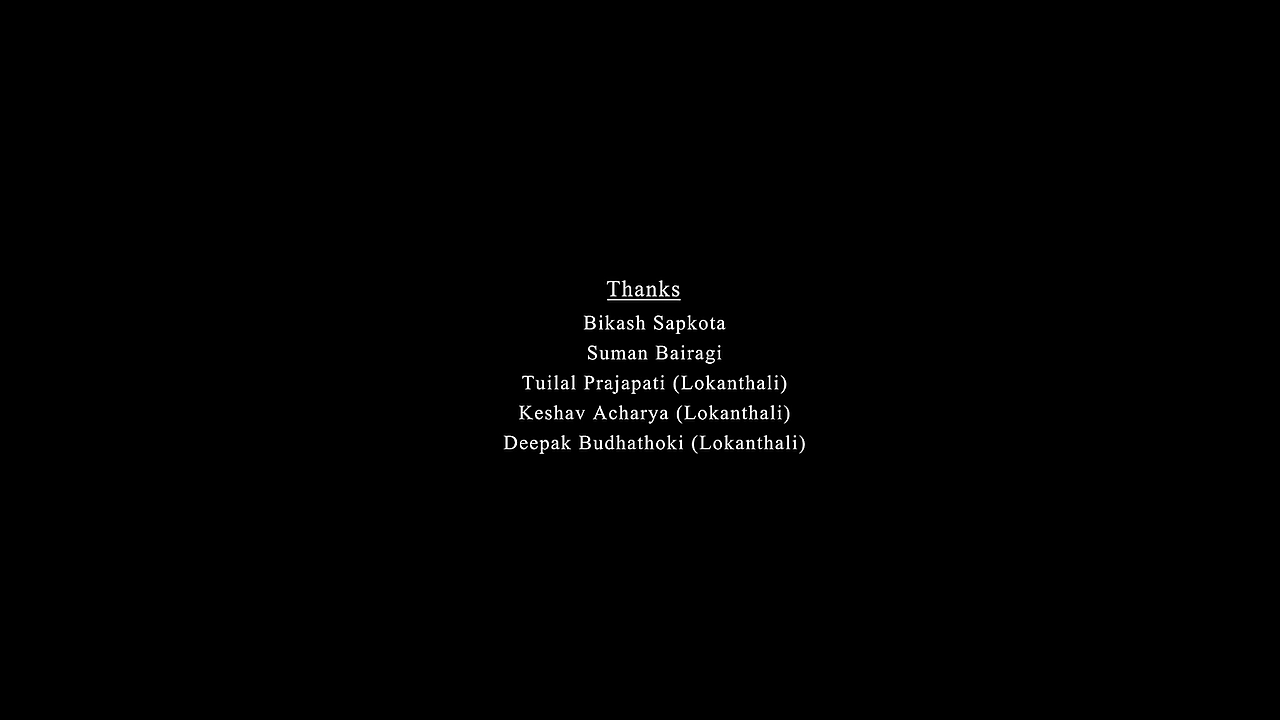 Thanks
Bikash Sapkota
Suman Bairagi
Tuilal Prajapati (Lokanthali)
Keshav Acharya (Lokanthali)
Deepak Budhathoki (Lokanthali)